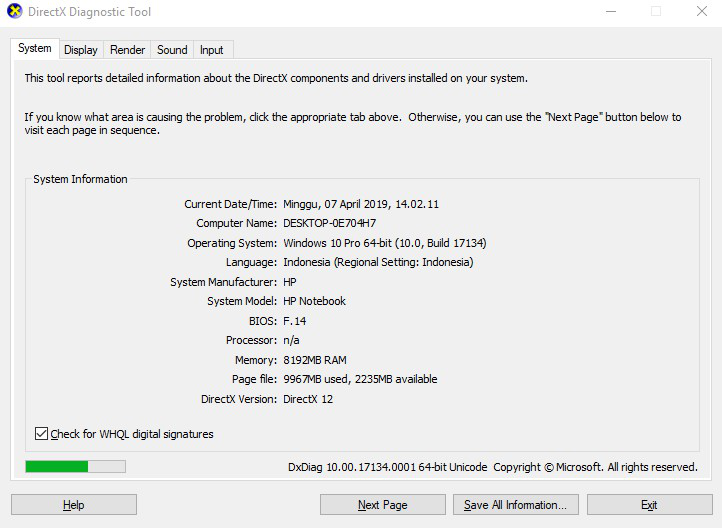 DirectX Diagnostic Tool
System Display Render Sound Input
This tool reports detailed information about the DirectX components and drivers installed on your system.
If you know what area is causing the problem, click the appropriate tab above.  Otherwise, you can use the "Next Page" button below to
visit each page in sequence.
System Information
Current Date/Time: Minggu, 07 April 2019, 14.02.11
Computer Name: DESKTOP-0E704H7
Operating System: Windows 10 Pro 64-bit (10.0, Build 17134)
Language: Indonesia (Regional Setting: Indonesia)
System Manufacturer: HP
System Model: HP Notebook
BIOS: F.14
Processor: n/a
Memory: 8192MB RAM
Page file: 9967MB used, 2235MB available
DirectX Version: DirectX 12
Check for WHQL digital signatures
DxDiag 10.00.17134.0001 64-bit Unicode  Copyright © Microsoft. All rights reserved.
Help Next Page Save All Information... Exit